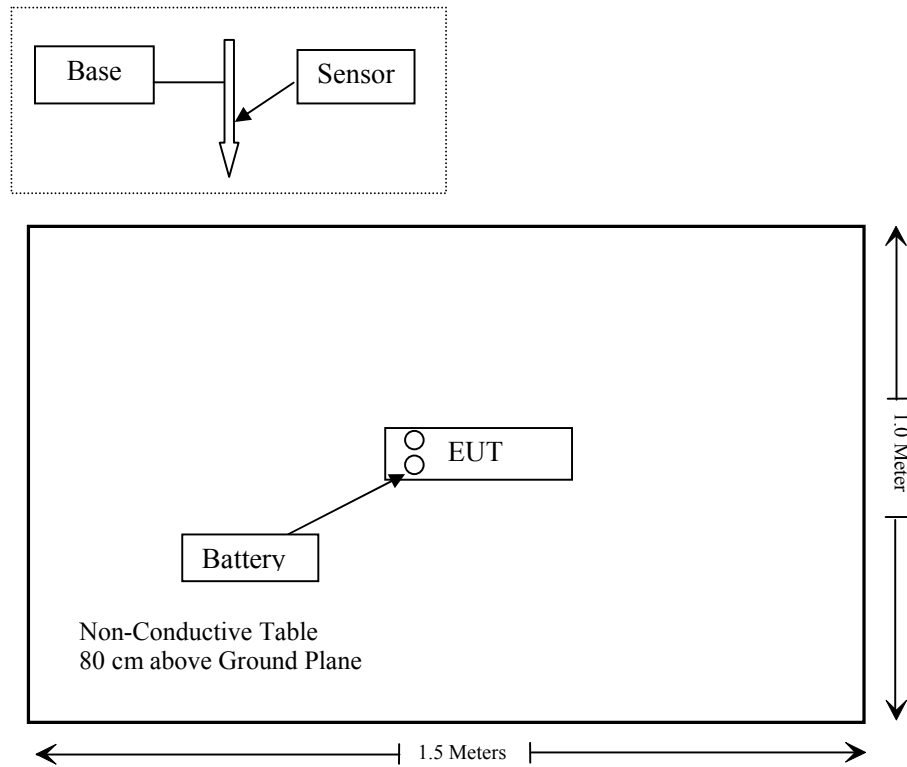 Base
Sensor
EUT
Battery
Non-Conductive Table
80 cm above Ground Plane
1.0 Meter
1.5 Meters